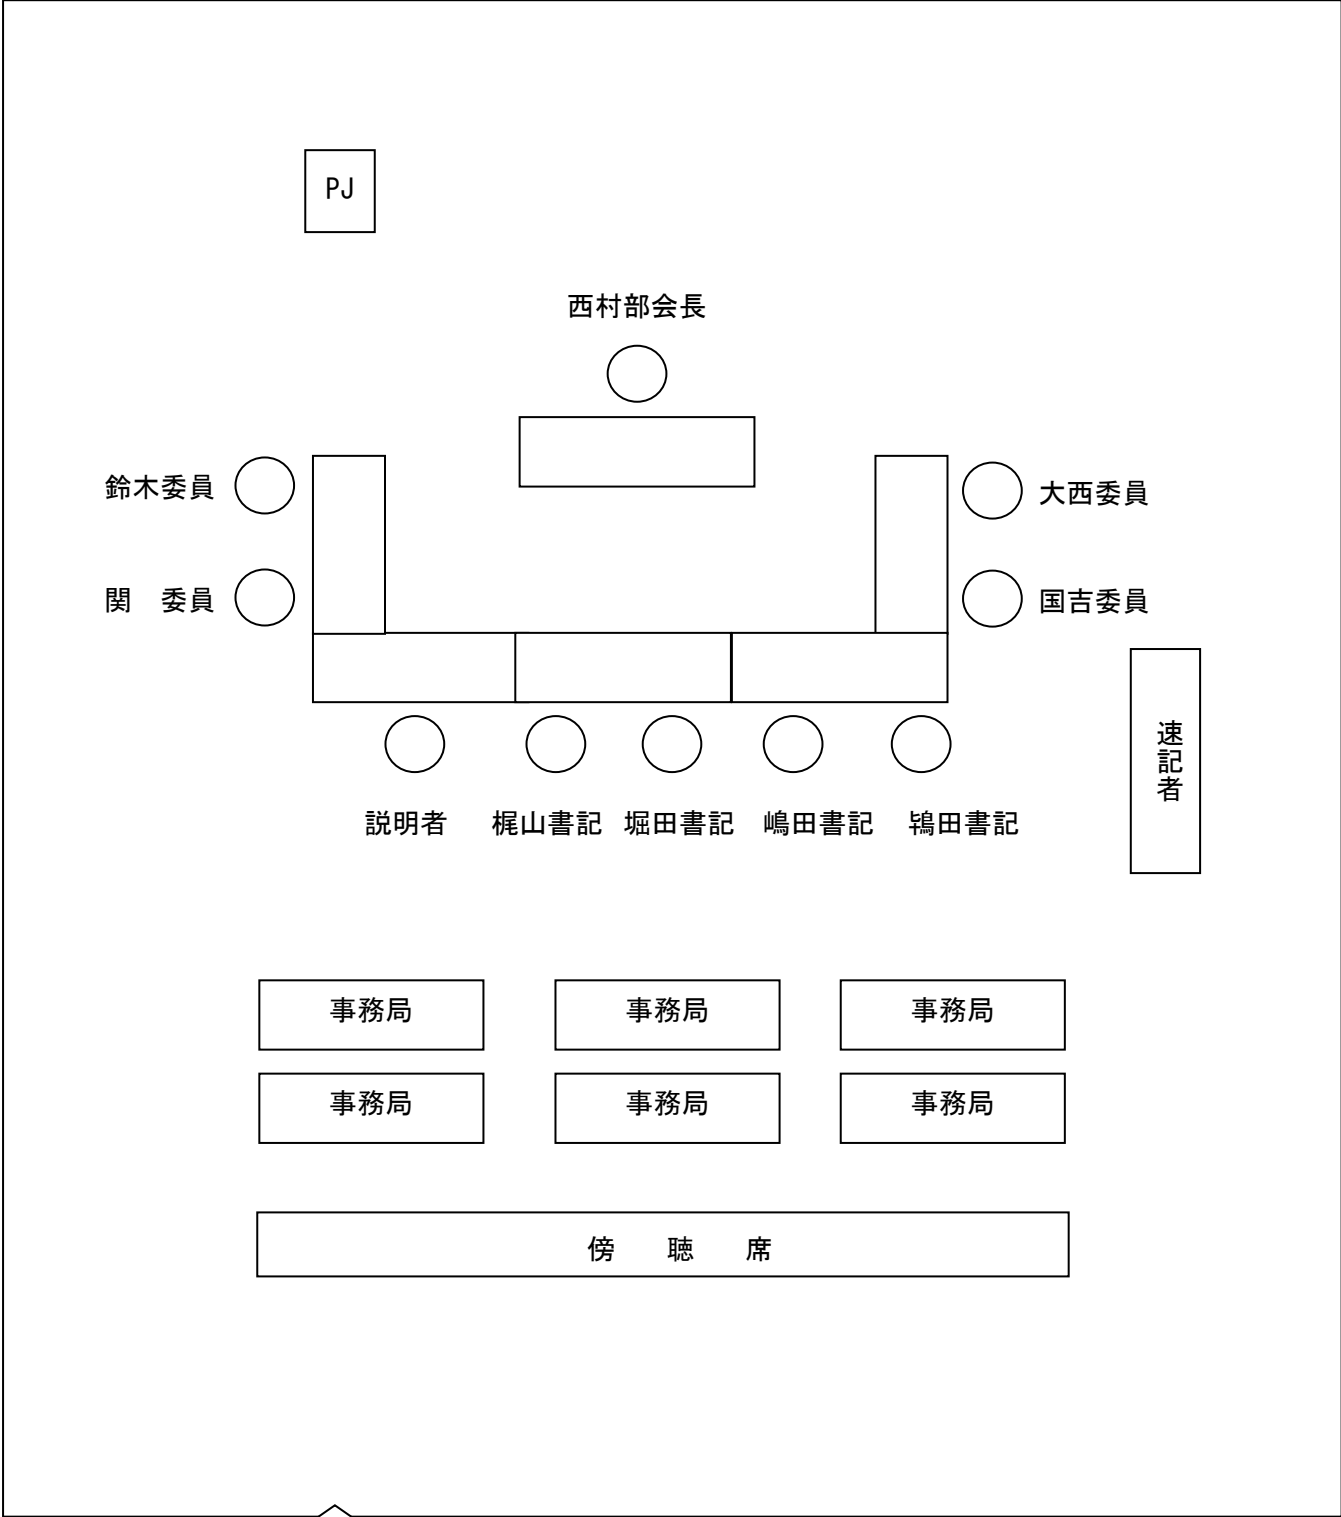 PJ
西村部会長
鈴木委員
大西委員
関　委員
国吉委員
速記者
説明者　梶山書記　堀田書記　嶋田書記　鴇田書記
事務局　事務局　事務局
事務局　事務局　事務局
傍　聴　席